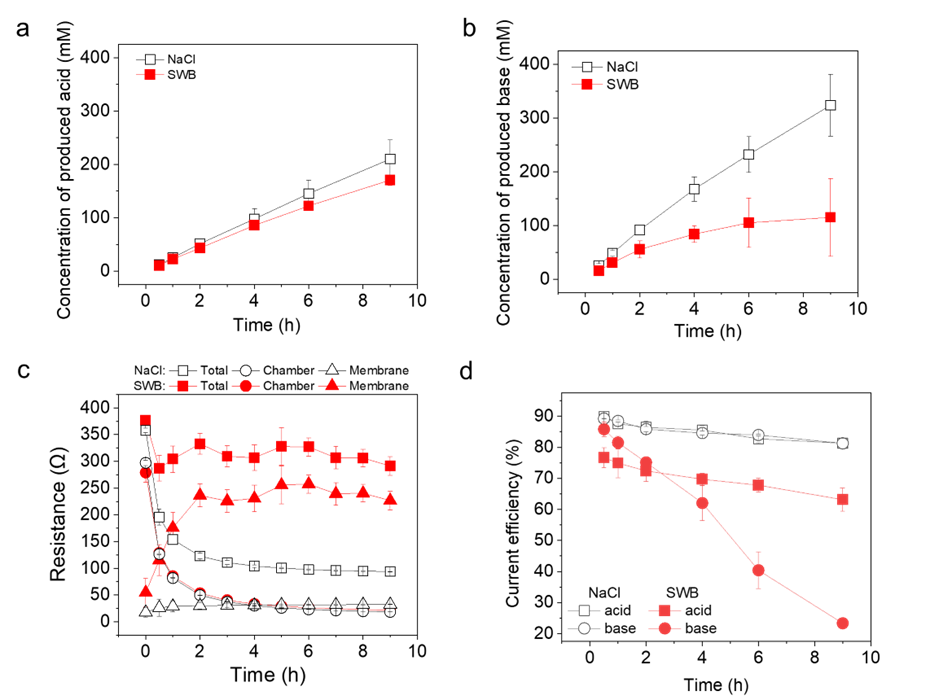 a
Concentration of produced acid (mM)
400
300
200
100
0
NaCl
SWB
0 2 4 6 8 10
Time (h)
b
Concentration of produced base (mM)
400
300
200
100
0
NaCl
SWB
0 2 4 6 8 10
Time (h)
c
NaCl: Total Chamber Membrane
SWB: Total Chamber Membrane
Resistance (Ω)
400
350
300
250
200
150
100
50
0
0 2 4 6 8 10
Time (h)
d
Current efficiency (%)
90
80
70
60
50
40
30
20
NaCl SWB
acid acid
base base
0 2 4 6 8 10
Time (h)